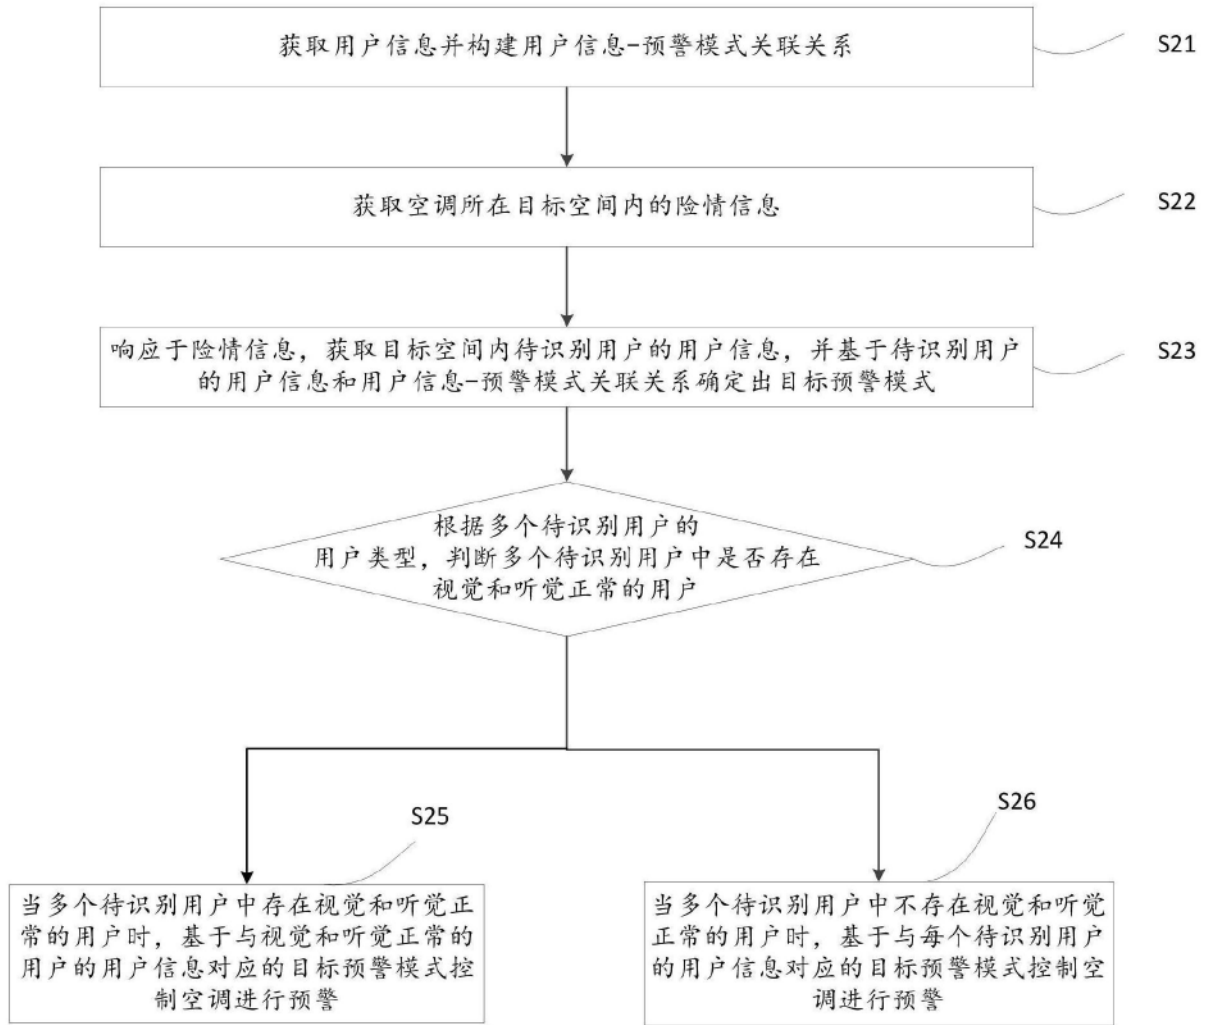 获取用户信息并构建用户信息-预警模式关联关系
S21
获取空调所在目标空间内的险情信息
S22
响应于险情信息，获取目标空间内待识别用户的用户信息，并基于待识别用户
的用户信息和用户信息-预警模式关联关系确定出目标预警模式
S23
根据多个待识别用户的
用户类型，判断多个待识别用户中是否存在
视觉和听觉正常的用户
S24
S25
当多个待识别用户中存在视觉和听觉正
常的用户时，基于与视觉和听觉正常的
用户的用户信息对应的目标预警模式控
制空调进行预警
S26
当多个待识别用户中不存在视觉和听觉
正常的用户时，基于与每个待识别用户
的用户信息对应的目标预警模式控制空
调进行预警